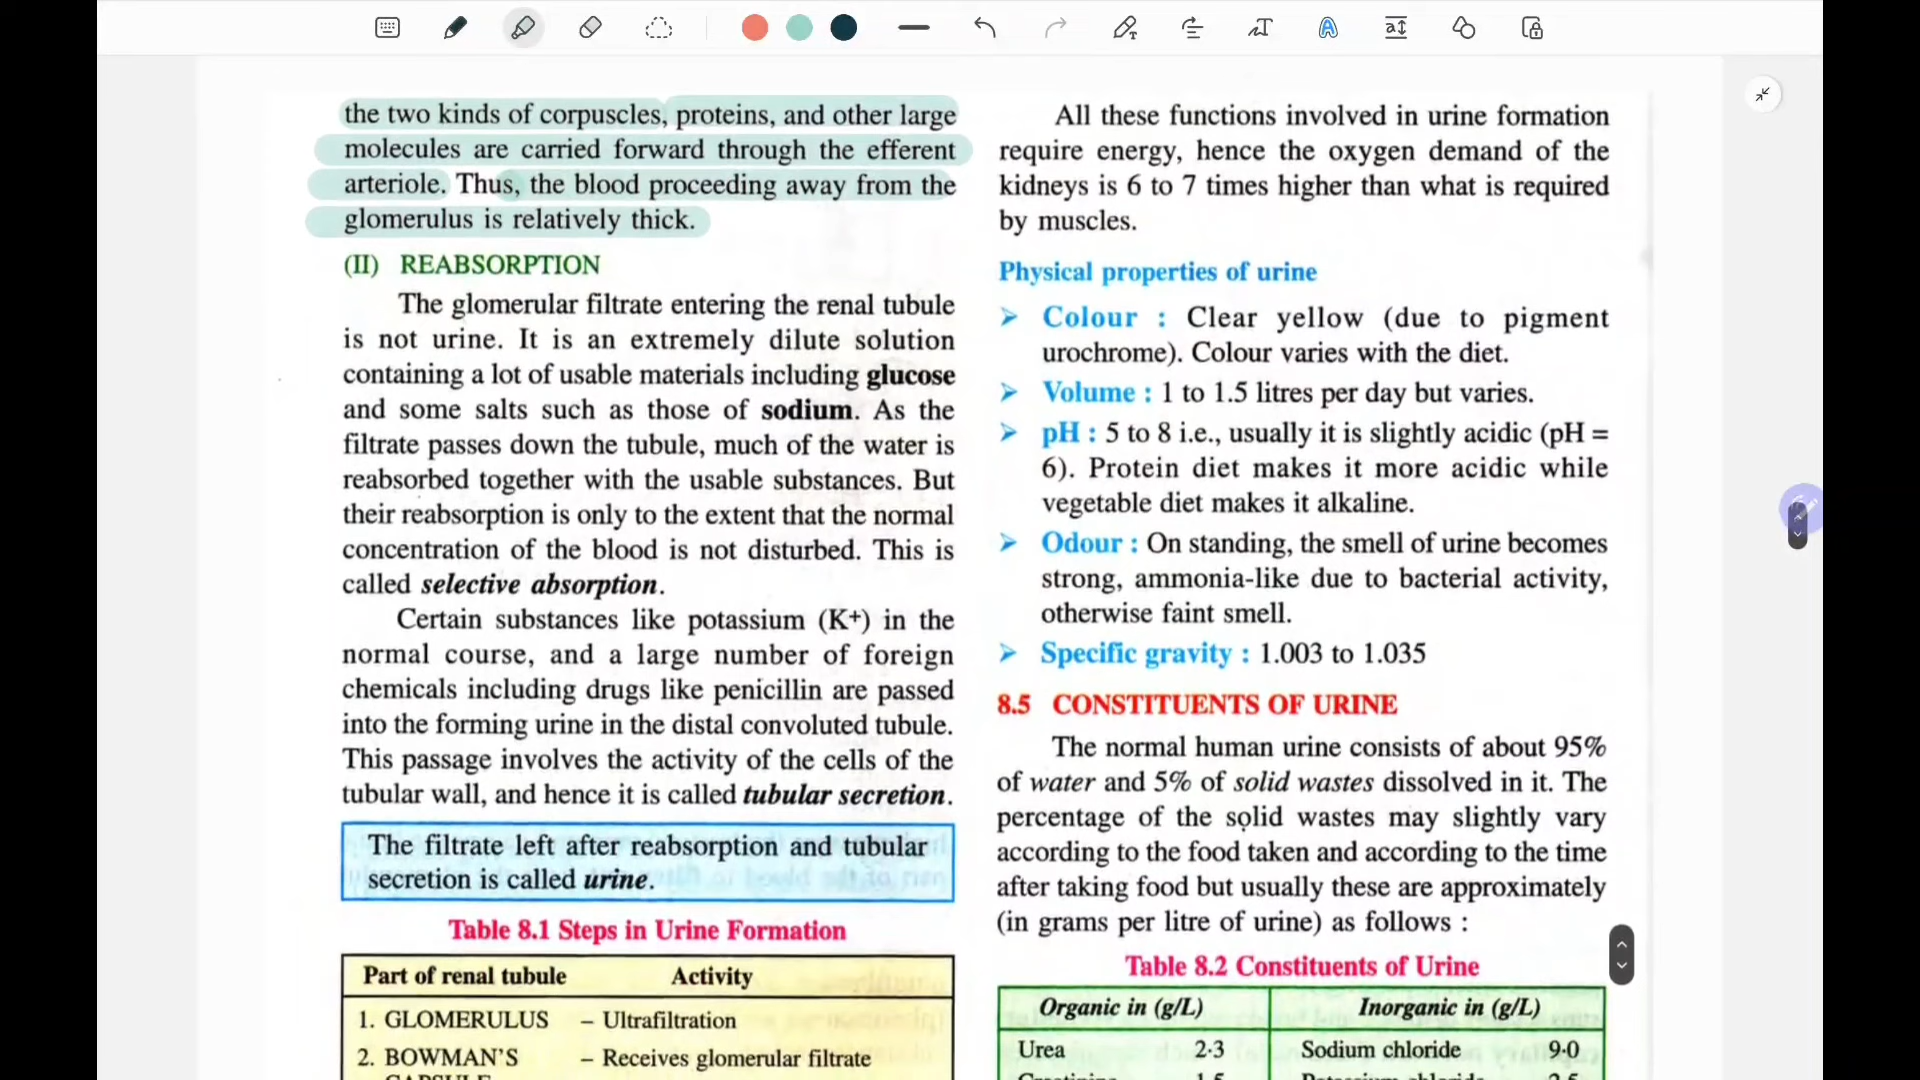 the two kinds of corpuscles, proteins, and other large
molecules are carried forward through the efferent
arteriole. Thus, the blood proceeding away from the
glomerulus is relatively thick.
(II) REABSORPTION
The glomerular filtrate entering the renal tubule
is not urine. It is an extremely dilute solution
containing a lot of usable materials including glucose
and some salts such as those of sodium. As the
filtrate passes down the tubule, much of the water is
reabsorbed together with the usable substances. But
their reabsorption is only to the extent that the normal
concentration of the blood is not disturbed. This is
called selective absorption.
Certain substances like potassium (K+) in the
normal course, and a large number of foreign
chemicals including drugs like penicillin are passed
into the forming urine in the distal convoluted tubule.
This passage involves the activity of the cells of the
tubular wall, and hence it is called tubular secretion.
The filtrate left after reabsorption and tubular
secretion is called urine.
Table 8.1 Steps in Urine Formation
Part of renal tubule Activity
1. GLOMERULUS – Ultrafiltration
2. BOWMAN'S – Receives glomerular filtrate
CAPSULE
All these functions involved in urine formation
require energy, hence the oxygen demand of the
kidneys is 6 to 7 times higher than what is required
by muscles.
Physical properties of urine
➢ Colour : Clear yellow (due to pigment
urochrome). Colour varies with the diet.
➢ Volume : 1 to 1.5 litres per day but varies.
➢ pH : 5 to 8 i.e., usually it is slightly acidic (pH =
6). Protein diet makes it more acidic while
vegetable diet makes it alkaline.
➢ Odour : On standing, the smell of urine becomes
strong, ammonia-like due to bacterial activity,
otherwise faint smell.
➢ Specific gravity : 1.003 to 1.035
8.5 CONSTITUENTS OF URINE
The normal human urine consists of about 95%
of water and 5% of solid wastes dissolved in it. The
percentage of the solid wastes may slightly vary
according to the food taken and according to the time
after taking food but usually these are approximately
(in grams per litre of urine) as follows :
Table 8.2 Constituents of Urine
Organic in (g/L) Inorganic in (g/L)
Urea 2·3 Sodium chloride 9·0
Creatinine 1.5 Potassium chloride 2.5